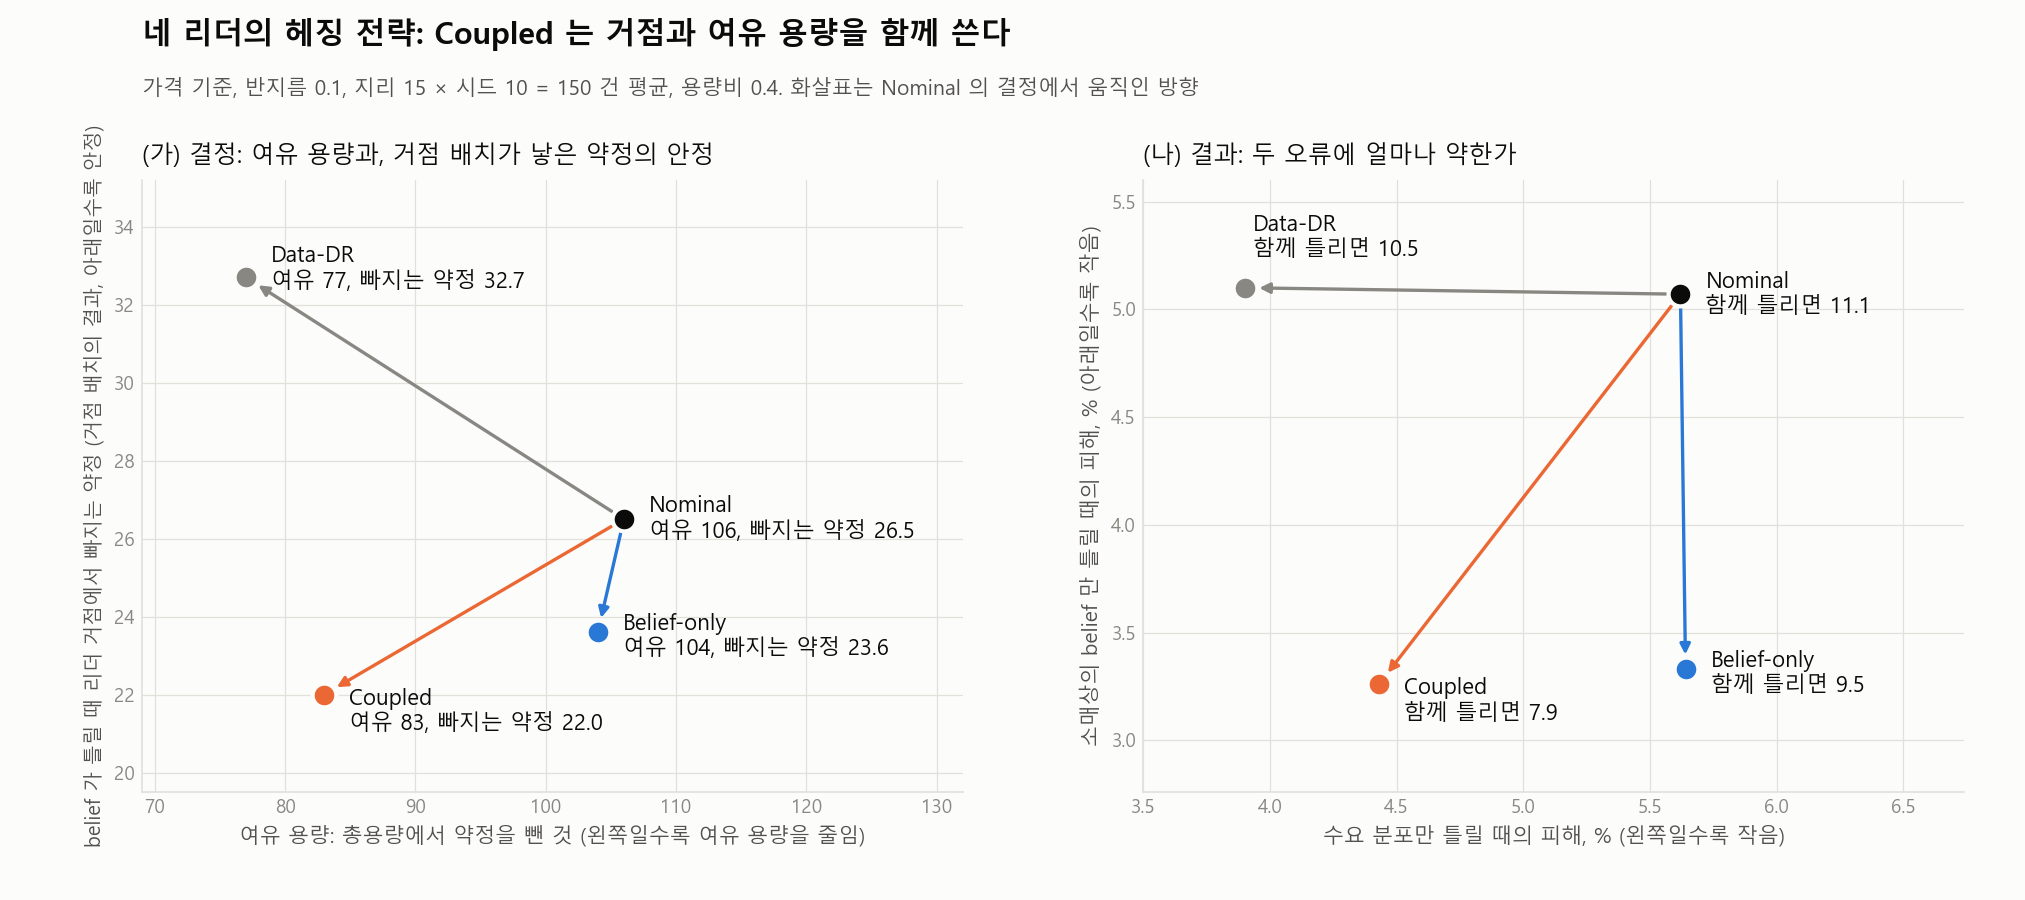 네 리더의 헤징 전략: Coupled 는 거점과 여유 용량을 함께 쓴다
가격 기준, 반지름 0.1, 지리 15 × 시드 10 = 150 건 평균, 용량비 0.4. 화살표는 Nominal 의 결정에서 움직인 방향
(가) 결정: 여유 용량과, 거점 배치가 낳은 약정의 안정
belief 가 틀릴 때 리더 거점에서 빠지는 약정 (거점 배치의 결과, 아래일수록 안정)
34
32
30
28
26
24
22
20
Data-DR
여유 77, 빠지는 약정 32.7
Nominal
여유 106, 빠지는 약정 26.5
Belief-only
여유 104, 빠지는 약정 23.6
Coupled
여유 83, 빠지는 약정 22.0
70 80 90 100 110 120 130
여유 용량: 총용량에서 약정을 뺀 것 (왼쪽일수록 여유 용량을 줄임)
(나) 결과: 두 오류에 얼마나 약한가
소매상의 belief 만 틀릴 때의 피해, % (아래일수록 작음)
5.5
5.0
4.5
4.0
3.5
3.0
Data-DR
함께 틀리면 10.5
Nominal
함께 틀리면 11.1
Belief-only
함께 틀리면 9.5
Coupled
함께 틀리면 7.9
3.5 4.0 4.5 5.0 5.5 6.0 6.5
수요 분포만 틀릴 때의 피해, % (왼쪽일수록 작음)